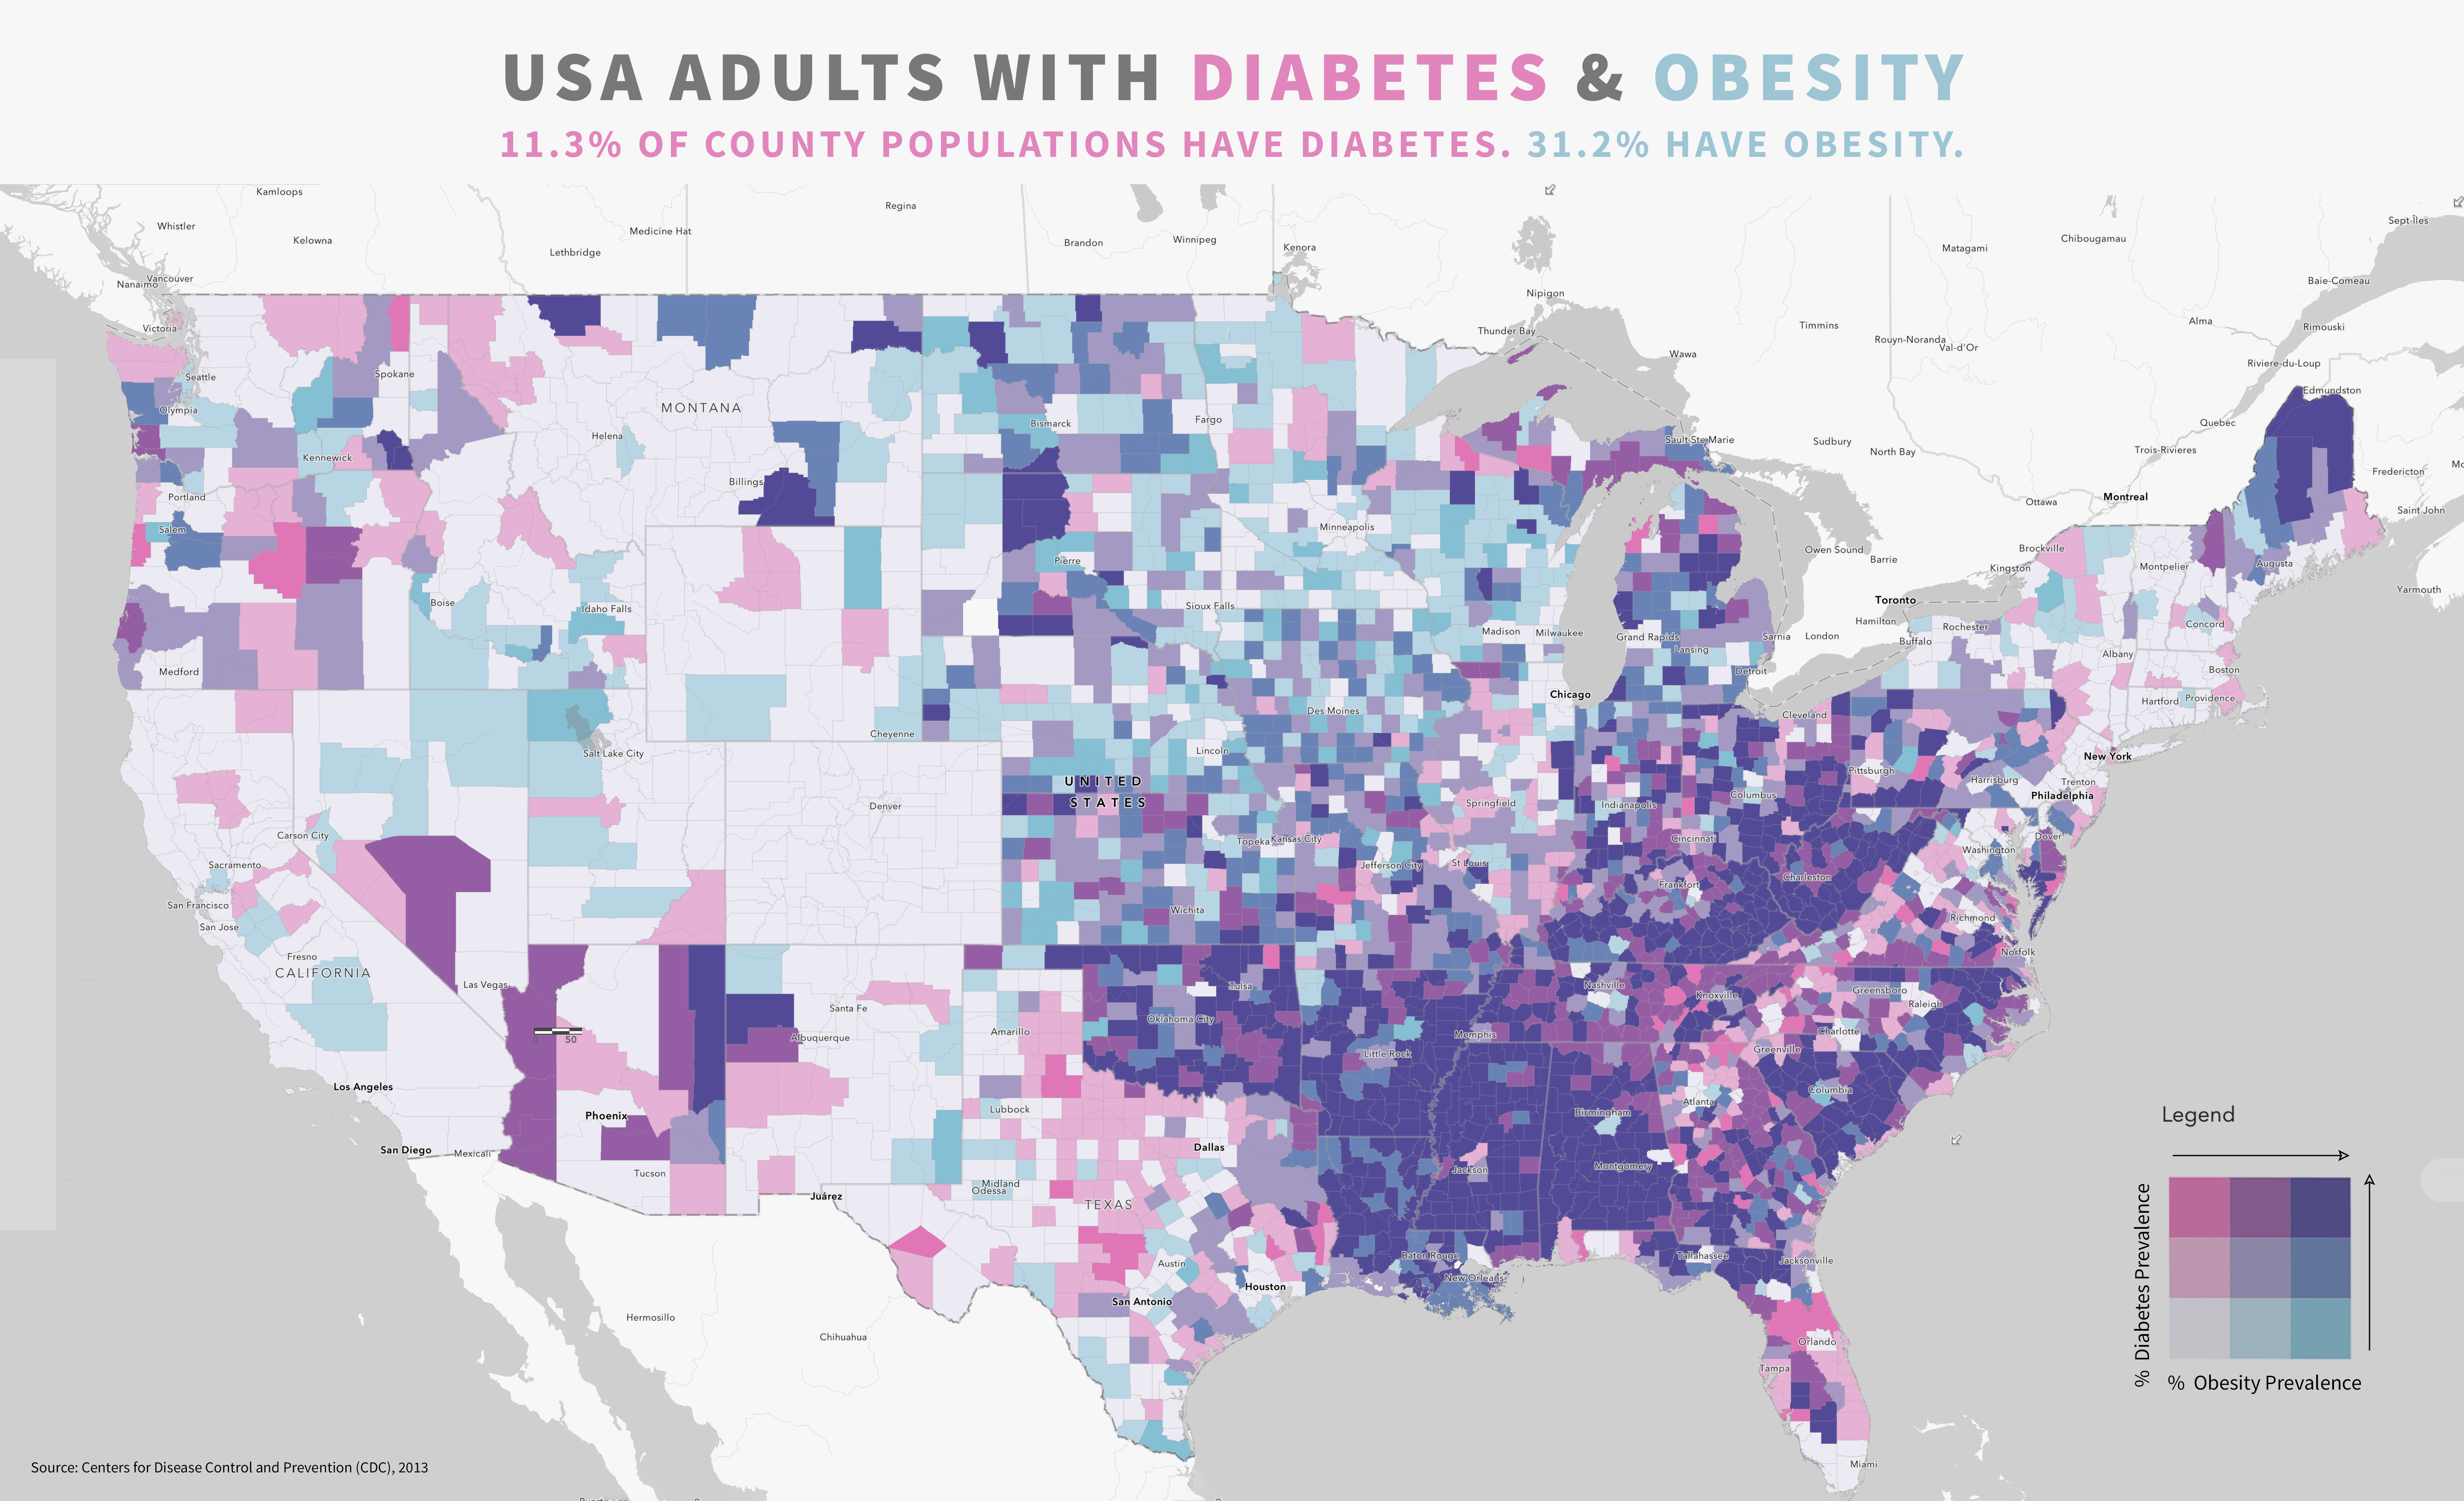 USA ADULTS WITH DIABETES & OBESITY
11.3% OF COUNTY POPULATIONS HAVE DIABETES. 31.2% HAVE OBESITY.
Kamloops
Whistler
Kelowna
Vancouver
Nanaimo
Victoria
Lethbridge
Medicine Hat
Regina
Brandon
Winnipeg
Kenora
Nipigon
Thunder Bay
Wawa
Timmins
Matagami
Chibougamau
Rouyn-Noranda
Val-d'Or
Sept-Îles
Baie-Comeau
Alma
Rimouski
Riviere-du-Loup
Edmundston
Quebec
Trois-Rivieres
Fredericton
Saint John
Yarmouth
Sault Ste Marie
Sudbury
North Bay
Ottawa
Montreal
Owen Sound
Barrie
Brockville
Kingston
Toronto
Hamilton
London
Sarnia
Seattle
Spokane
Olympia
Kennewick
Portland
Salem
Medford
MONTANA
Helena
Billings
Boise
Idaho Falls
Bismarck
Fargo
Pierre
Sioux Falls
Minneapolis
Madison
Milwaukee
Grand Rapids
Lansing
Detroit
Chicago
Buffalo
Rochester
Montpelier
Augusta
Concord
Albany
Boston
Hartford
Providence
Salt Lake City
Cheyenne
Lincoln
Des Moines
UNITED
STATES
Denver
Cleveland
Pittsburgh
Harrisburg
New York
Trenton
Philadelphia
Dover
Washington
Carson City
Sacramento
San Francisco
San Jose
Fresno
CALIFORNIA
Las Vegas
Los Angeles
San Diego
Mexicali
Phoenix
Tucson
0 50
Santa Fe
Albuquerque
Topeka
Kansas City
Jefferson City
St Louis
Springfield
Indianapolis
Columbus
Cincinnati
Frankfort
Charleston
Richmond
Norfolk
Wichita
Tulsa
Oklahoma City
Amarillo
Lubbock
Midland
Odessa
Dallas
TEXAS
Austin
San Antonio
Houston
Juárez
Hermosillo
Chihuahua
Little Rock
Memphis
Nashville
Knoxville
Greensboro
Raleigh
Charlotte
Greenville
Columbia
Atlanta
Birmingham
Montgomery
Jackson
Baton Rouge
New Orleans
Tallahassee
Jacksonville
Orlando
Tampa
Miami
Legend
% Diabetes Prevalence
% Obesity Prevalence
Source: Centers for Disease Control and Prevention (CDC), 2013